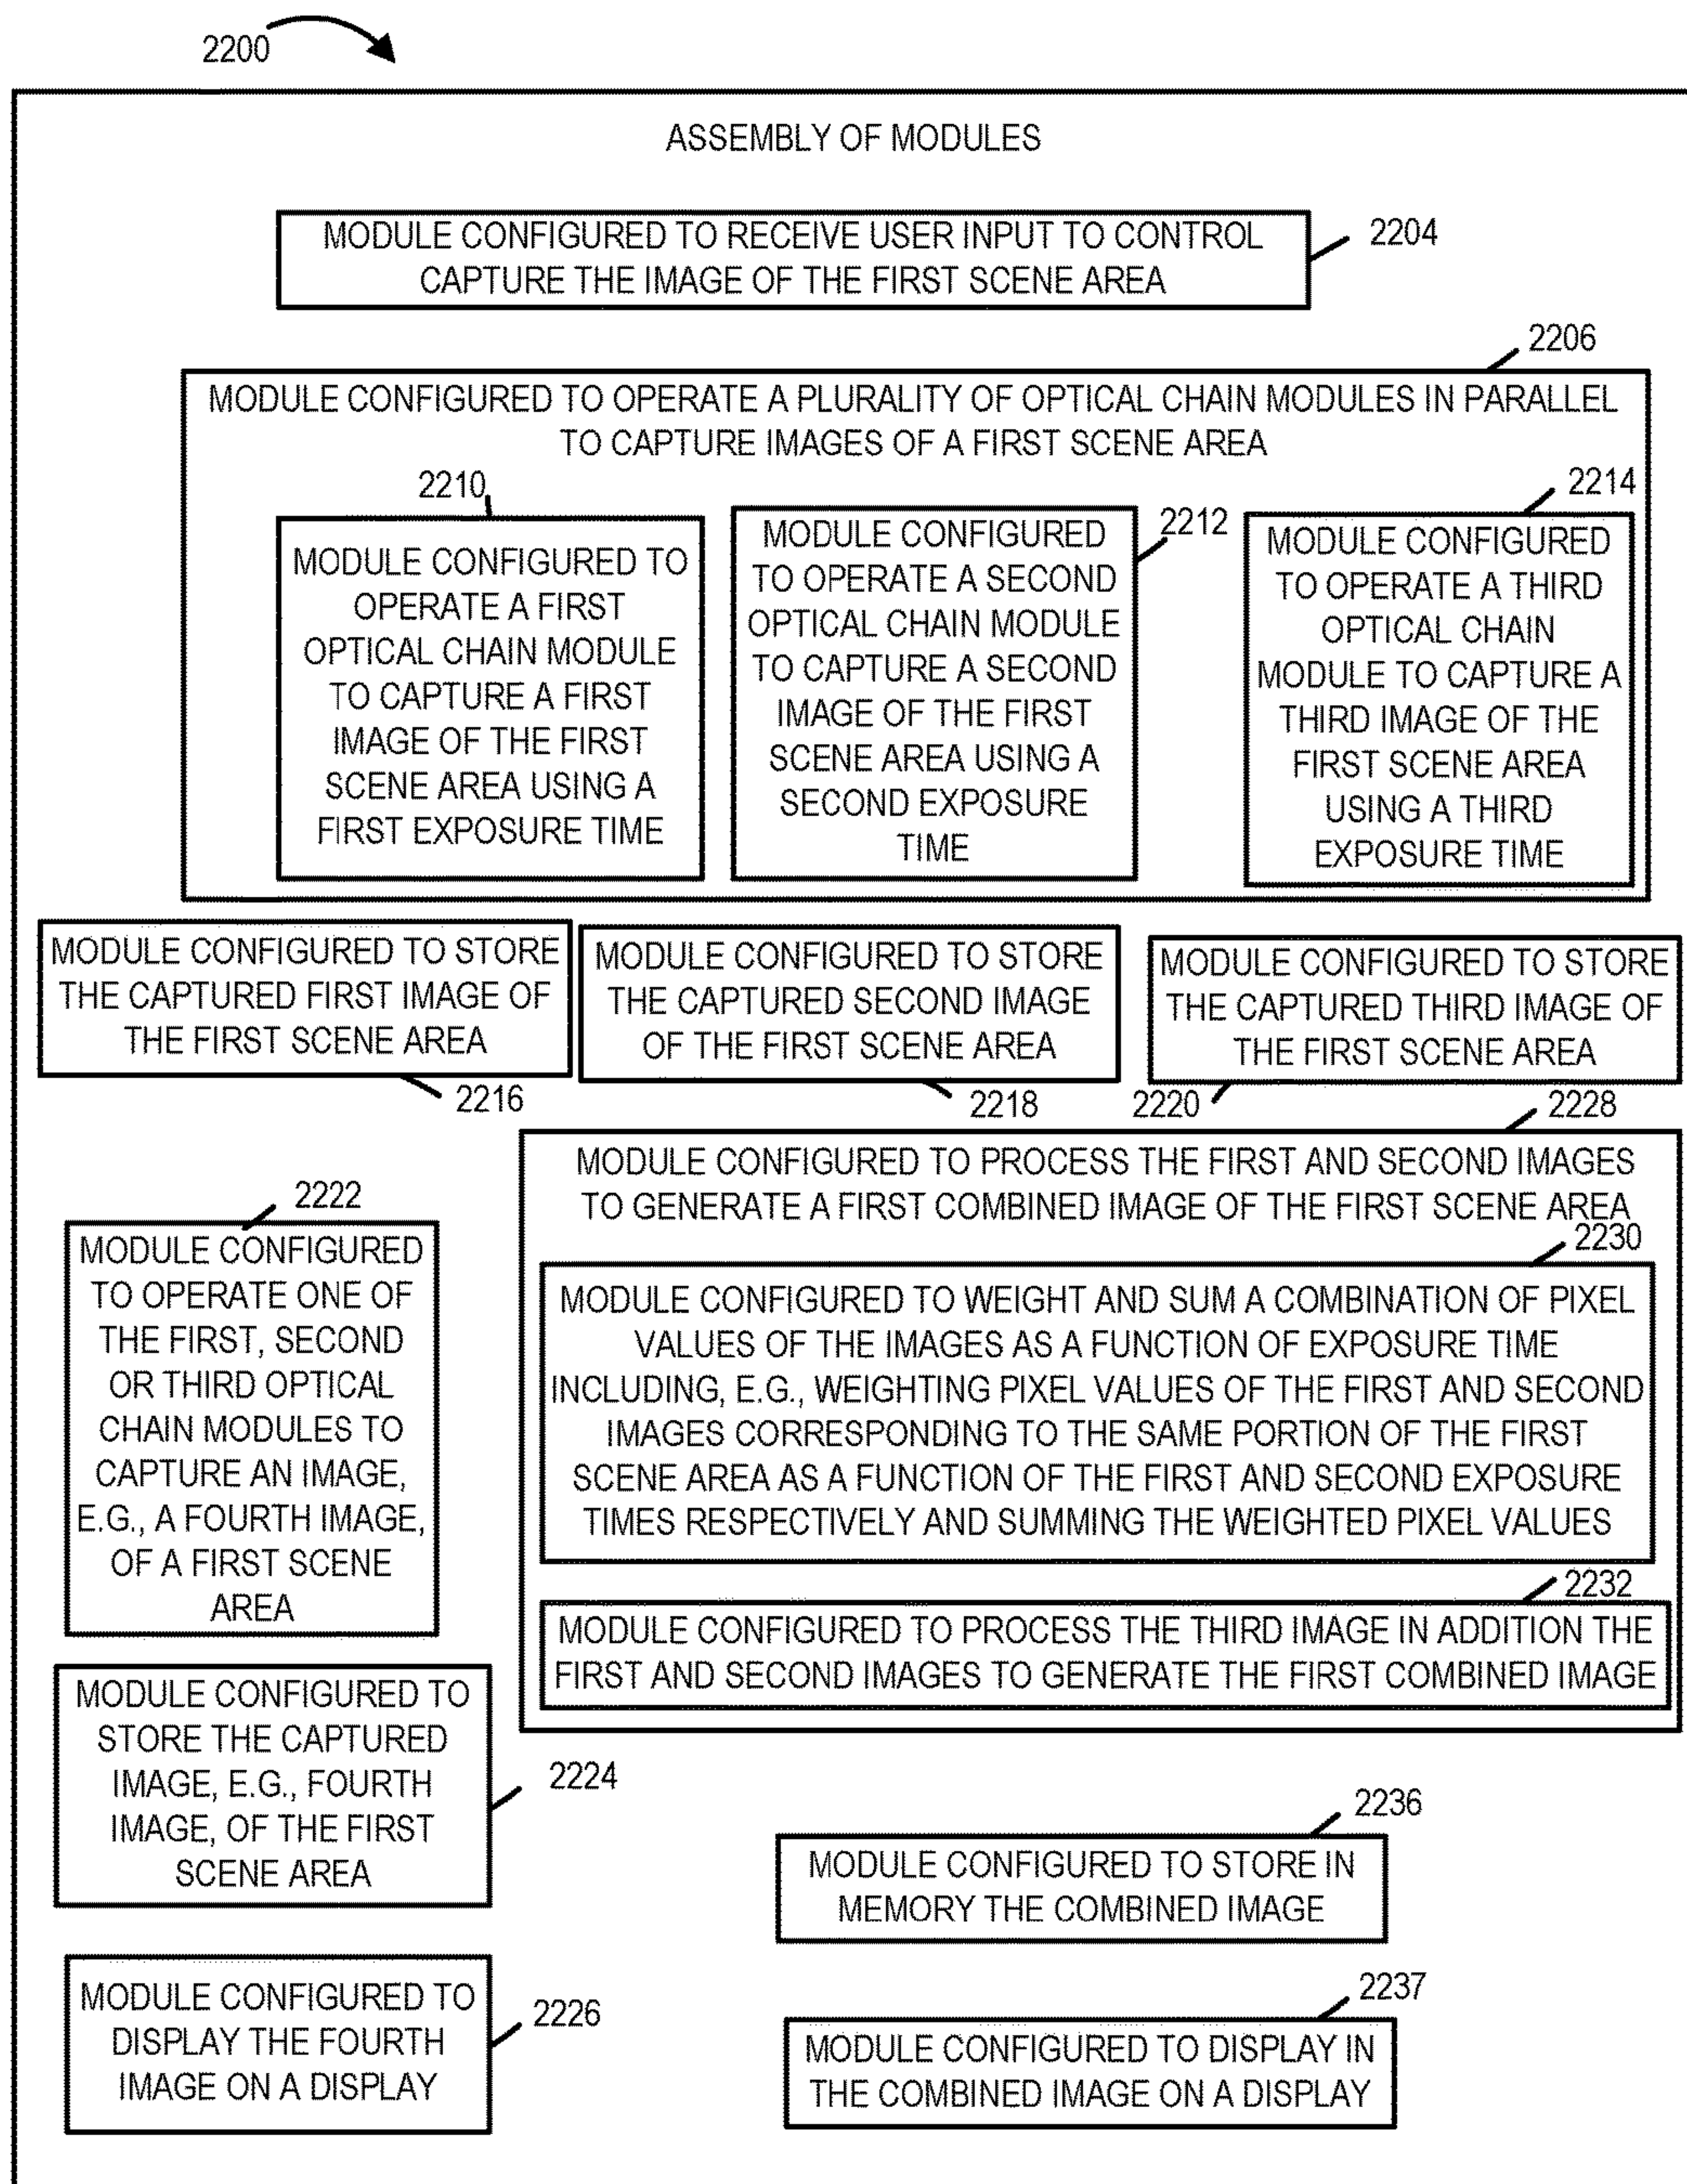 2200
ASSEMBLY OF MODULES
MODULE CONFIGURED TO RECEIVE USER INPUT TO CONTROL
CAPTURE THE IMAGE OF THE FIRST SCENE AREA
2204
2206
MODULE CONFIGURED TO OPERATE A PLURALITY OF OPTICAL CHAIN MODULES IN PARALLEL
TO CAPTURE IMAGES OF A FIRST SCENE AREA
2210
MODULE CONFIGURED TO
OPERATE A FIRST
OPTICAL CHAIN MODULE
TO CAPTURE A FIRST
IMAGE OF THE FIRST
SCENE AREA USING A
FIRST EXPOSURE TIME
2212
MODULE CONFIGURED
TO OPERATE A SECOND
OPTICAL CHAIN MODULE
TO CAPTURE A SECOND
IMAGE OF THE FIRST
SCENE AREA USING A
SECOND EXPOSURE
TIME
2214
MODULE CONFIGURED
TO OPERATE A THIRD
OPTICAL CHAIN
MODULE TO CAPTURE A
THIRD IMAGE OF THE
FIRST SCENE AREA
USING A THIRD
EXPOSURE TIME
MODULE CONFIGURED TO STORE
THE CAPTURED FIRST IMAGE OF
THE FIRST SCENE AREA
2216
MODULE CONFIGURED TO STORE
THE CAPTURED SECOND IMAGE
OF THE FIRST SCENE AREA
2218
MODULE CONFIGURED TO STORE
THE CAPTURED THIRD IMAGE OF
THE FIRST SCENE AREA
2220
2222
MODULE CONFIGURED
TO OPERATE ONE OF
THE FIRST, SECOND
OR THIRD OPTICAL
CHAIN MODULES TO
CAPTURE AN IMAGE,
E.G., A FOURTH IMAGE,
OF A FIRST SCENE
AREA
2228
MODULE CONFIGURED TO PROCESS THE FIRST AND SECOND IMAGES
TO GENERATE A FIRST COMBINED IMAGE OF THE FIRST SCENE AREA
2230
MODULE CONFIGURED TO WEIGHT AND SUM A COMBINATION OF PIXEL
VALUES OF THE IMAGES AS A FUNCTION OF EXPOSURE TIME
INCLUDING, E.G., WEIGHTING PIXEL VALUES OF THE FIRST AND SECOND
IMAGES CORRESPONDING TO THE SAME PORTION OF THE FIRST
SCENE AREA AS A FUNCTION OF THE FIRST AND SECOND EXPOSURE
TIMES RESPECTIVELY AND SUMMING THE WEIGHTED PIXEL VALUES
2232
MODULE CONFIGURED TO PROCESS THE THIRD IMAGE IN ADDITION THE
FIRST AND SECOND IMAGES TO GENERATE THE FIRST COMBINED IMAGE
MODULE CONFIGURED TO
STORE THE CAPTURED
IMAGE, E.G., FOURTH
IMAGE, OF THE FIRST
SCENE AREA
2224
2236
MODULE CONFIGURED TO STORE IN
MEMORY THE COMBINED IMAGE
MODULE CONFIGURED TO
DISPLAY THE FOURTH
IMAGE ON A DISPLAY
2226
2237
MODULE CONFIGURED TO DISPLAY IN
THE COMBINED IMAGE ON A DISPLAY